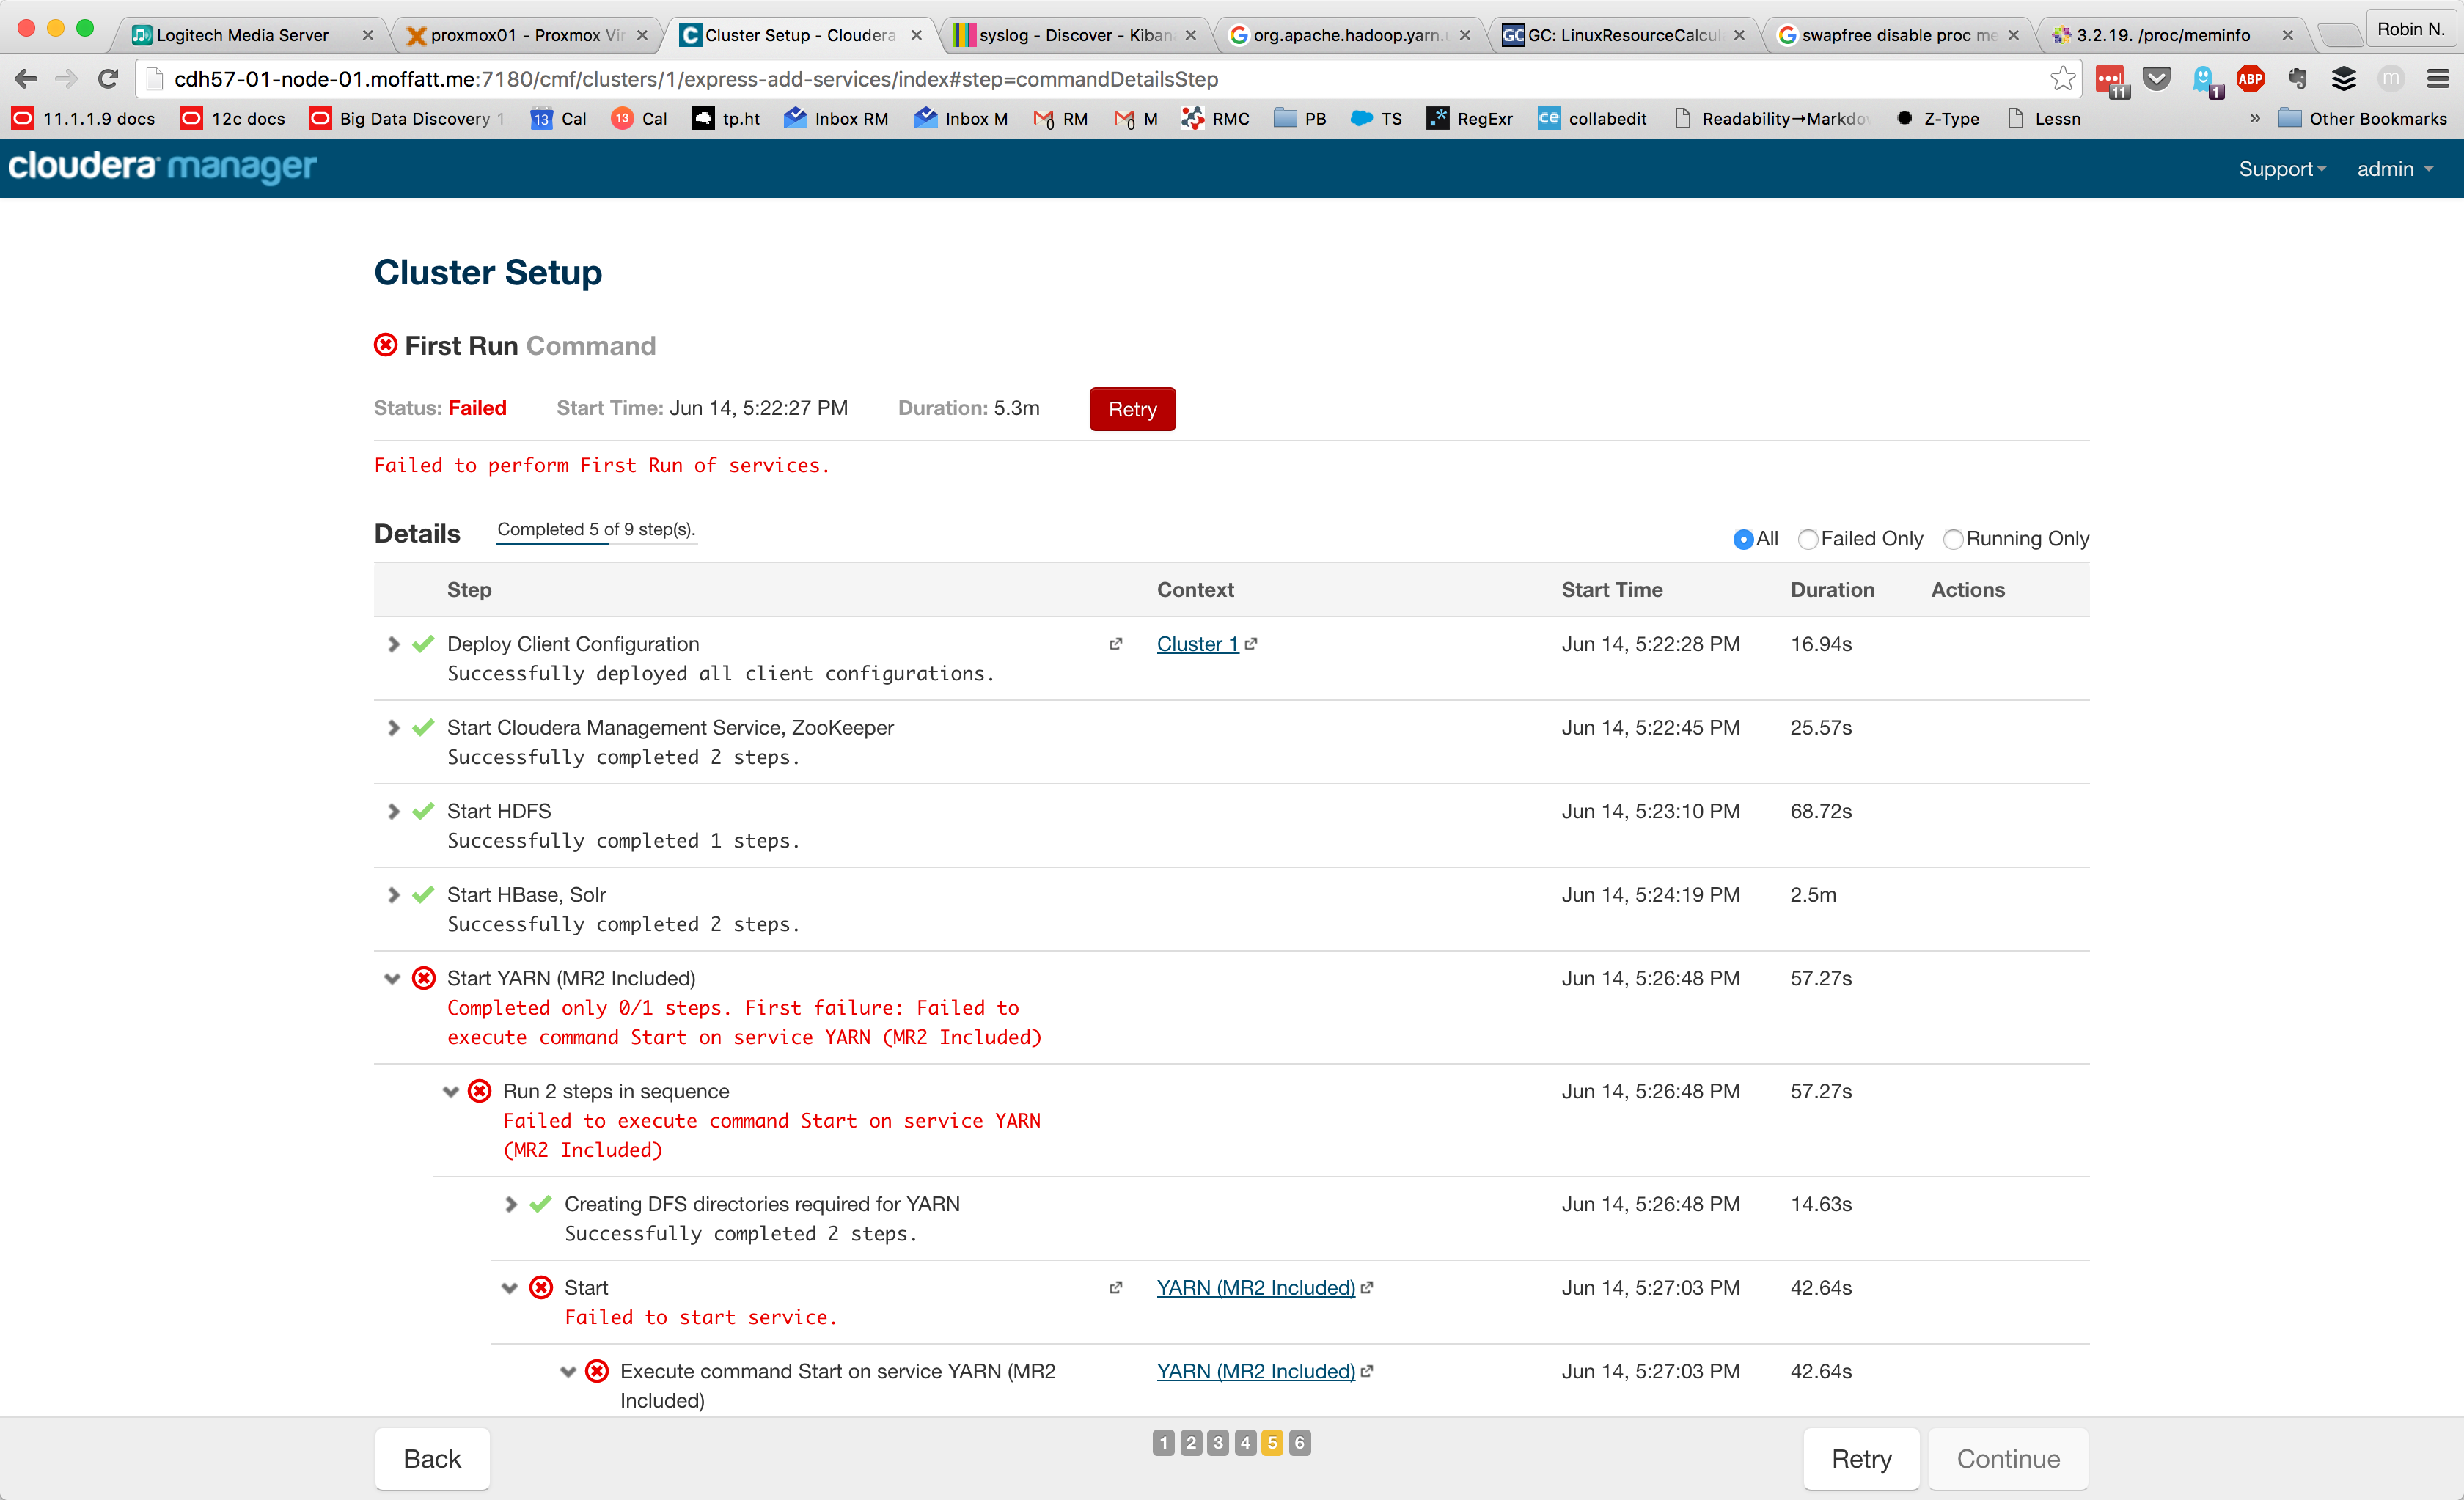 Logitech Media Server
proxmox01 - Proxmox Vir
Cluster Setup - Cloudera
syslog - Discover - Kiban
org.apache.hadoop.yarn.u
GC: LinuxResourceCalcul
swapfree disable proc me
3.2.19. /proc/meminfo
Robin N.
cdh57-01-node-01.moffatt.me:7180/cmf/clusters/1/express-add-services/index#step=commandDetailsStep
11
1
ABP
m
11.1.1.9 docs
12c docs
Big Data Discovery 1
13 Cal
13 Cal
tp.ht
Inbox RM
Inbox M
RM
M
RMC
PB
TS
RegExr
ce collabedit
Readability→Markdo
Z-Type
Lessn
»
Other Bookmarks
cloudera manager
Support
admin
Cluster Setup
First Run Command
Status: Failed
Start Time: Jun 14, 5:22:27 PM
Duration: 5.3m
Retry
Failed to perform First Run of services.
Details
Completed 5 of 9 step(s).
All
Failed Only
Running Only
Step
Context
Start Time
Duration
Actions
Deploy Client Configuration
Cluster 1
Jun 14, 5:22:28 PM
16.94s
Successfully deployed all client configurations.
Start Cloudera Management Service, ZooKeeper
Jun 14, 5:22:45 PM
25.57s
Successfully completed 2 steps.
Start HDFS
Jun 14, 5:23:10 PM
68.72s
Successfully completed 1 steps.
Start HBase, Solr
Jun 14, 5:24:19 PM
2.5m
Successfully completed 2 steps.
Start YARN (MR2 Included)
Jun 14, 5:26:48 PM
57.27s
Completed only 0/1 steps. First failure: Failed to
execute command Start on service YARN (MR2 Included)
Run 2 steps in sequence
Jun 14, 5:26:48 PM
57.27s
Failed to execute command Start on service YARN
(MR2 Included)
Creating DFS directories required for YARN
Jun 14, 5:26:48 PM
14.63s
Successfully completed 2 steps.
Start
YARN (MR2 Included)
Jun 14, 5:27:03 PM
42.64s
Failed to start service.
Execute command Start on service YARN (MR2
Included)
YARN (MR2 Included)
Jun 14, 5:27:03 PM
42.64s
Back
1 2 3 4 5 6
Retry
Continue